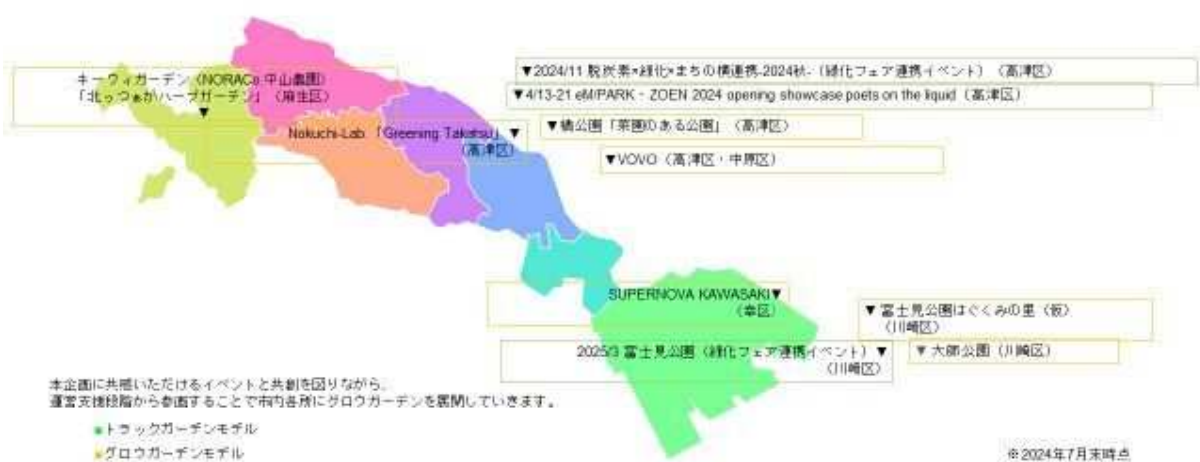 キーウィガーデン（NORACo 中山農園）
「北っつぁがハーブガーデン」（麻生区）
▼
▼2024/11 脱炭素×緑化×まちの横連携-2024秋-（緑化フェア連携イベント）（高津区）
▼4/13-21 eM/PARK・ZOEN 2024 opening showcase poets on the liquid（高津区）
▼橘公園「菜園のある公園」（高津区）
Nokuchi-Lab.「Greening Takatsu」▼
（高津区）
▼VOVO（高津区・中原区）
SUPERNOVA KAWASAKI▼
（幸区）
▼富士見公園はぐくみの里（仮）
（川崎区）
2025/3 富士見公園（緑化フェア連携イベント）▼
（川崎区）
▼大師公園（川崎区）
本企画に共感いただけるイベントと共創を図りながら、
運営支援段階から参画することで市内各所にグロウガーデンを展開していきます。
■トラックガーデンモデル
■グロウガーデンモデル
※2024年7月末時点